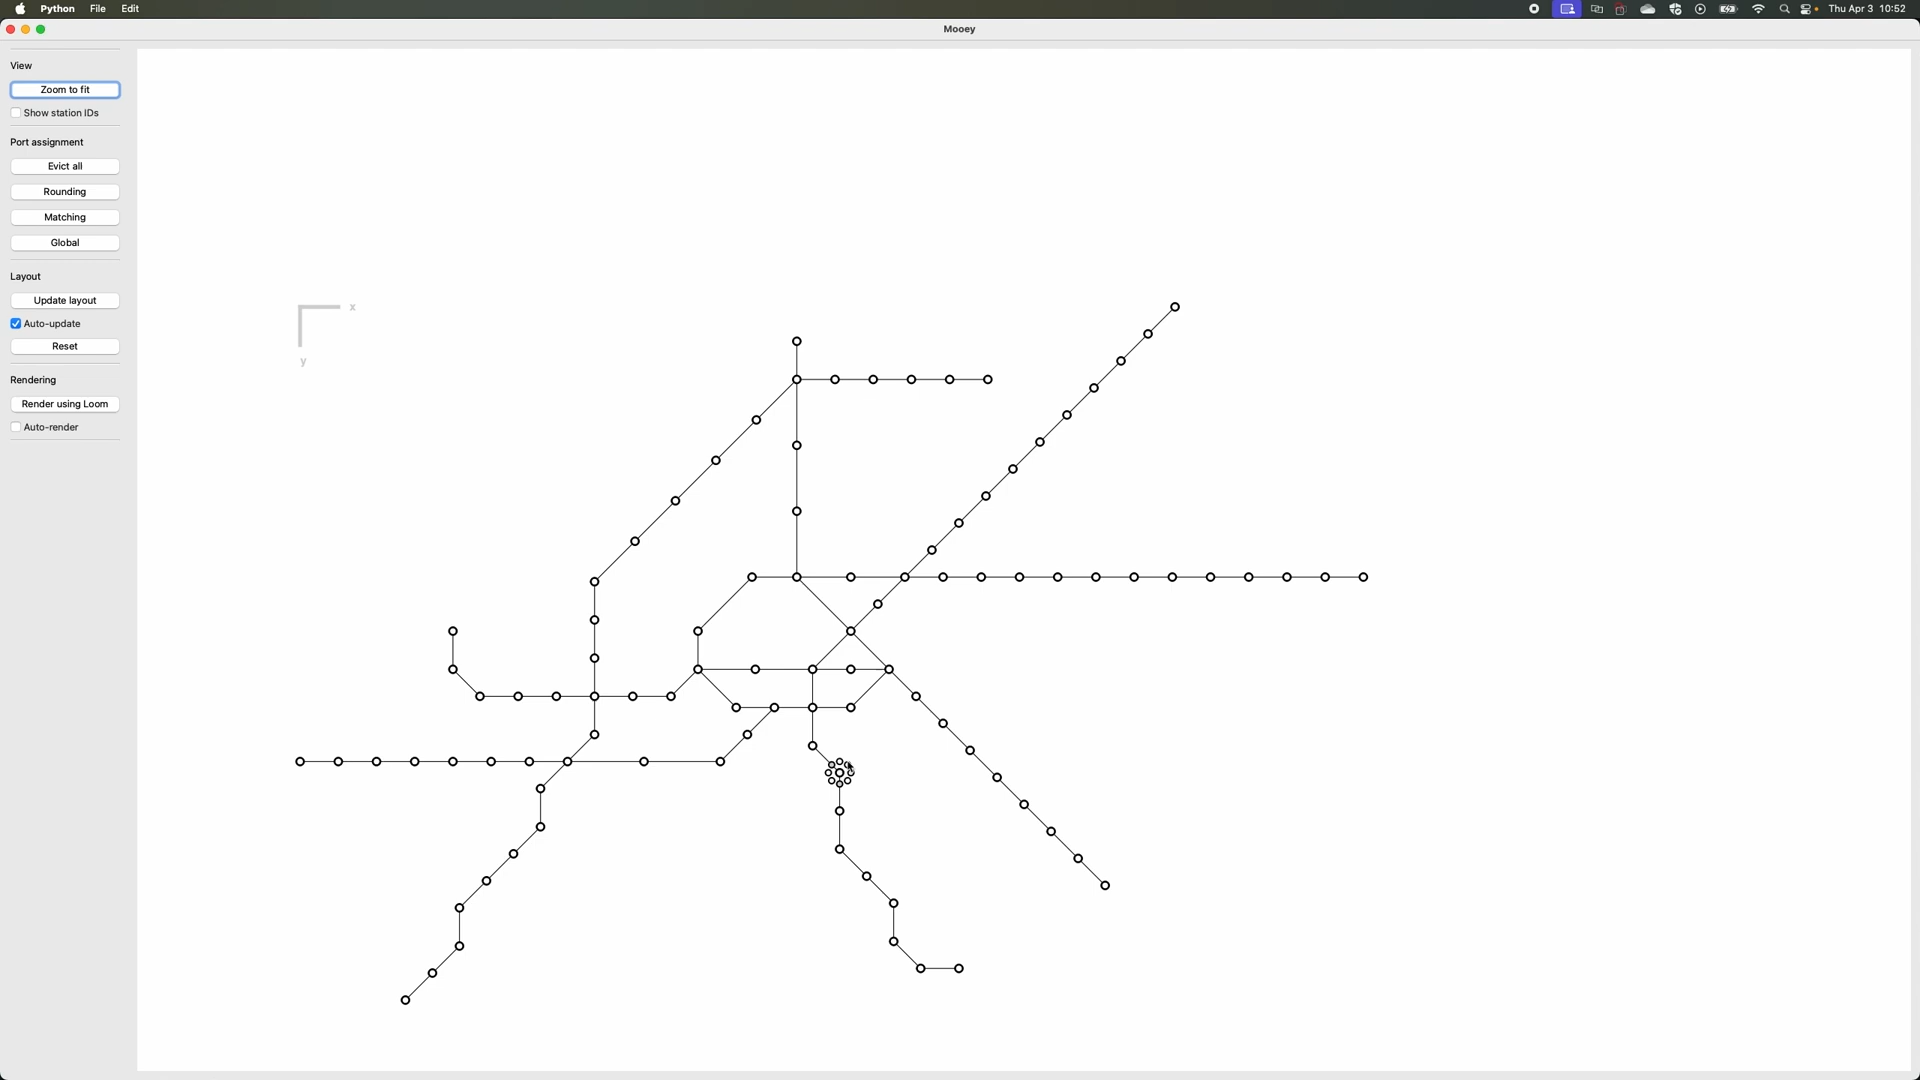 Python File Edit Thu Apr 3 10:52
Mooey
View
Zoom to fit
Show station IDs
Port assignment
Evict all
Rounding
Matching
Global
Layout
Update layout
Auto-update
Reset
Rendering
Render using Loom
Auto-render
x
y